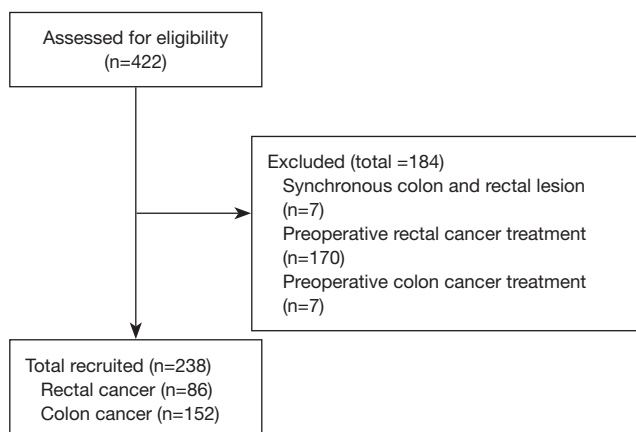 Assessed for eligibility
(n=422)
Excluded (total =184)
Synchronous colon and rectal lesion
(n=7)
Preoperative rectal cancer treatment
(n=170)
Preoperative colon cancer treatment
(n=7)
Total recruited (n=238)
Rectal cancer (n=86)
Colon cancer (n=152)